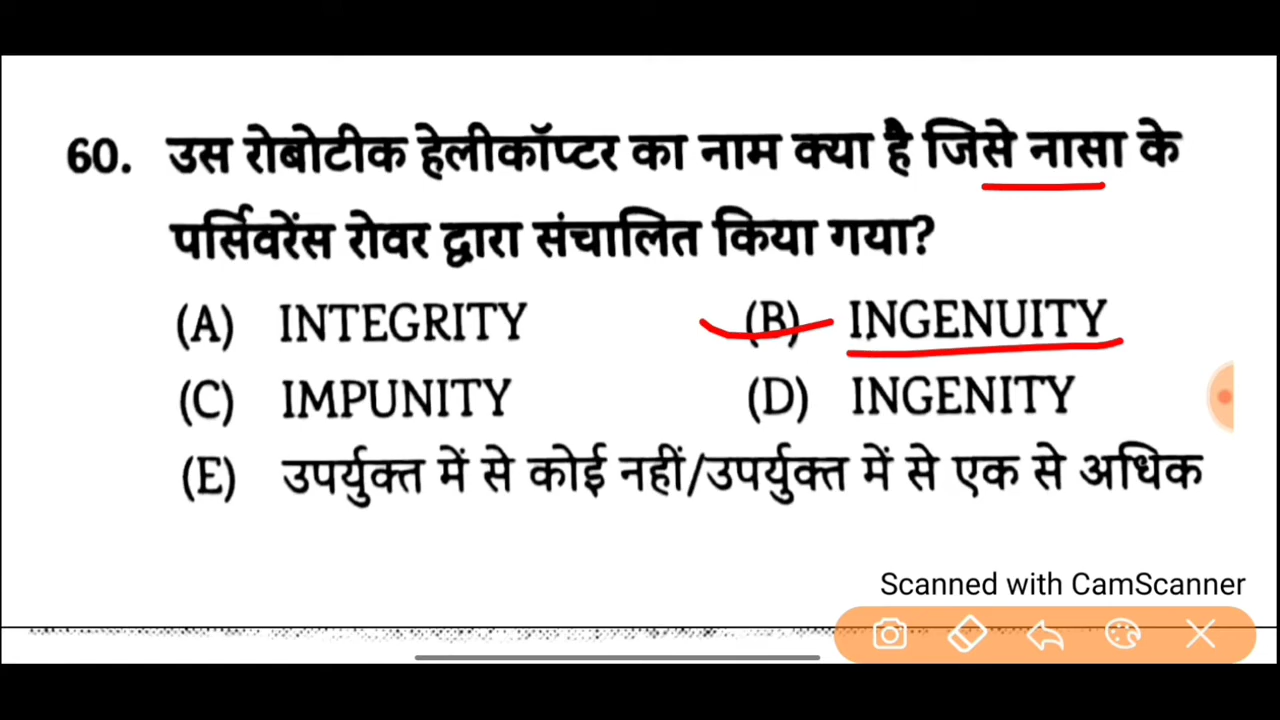 60. उस रोबोटीक हेलीकॉप्टर का नाम क्या है जिसे नासा के
पर्सिवरेंस रोवर द्वारा संचालित किया गया?
(A) INTEGRITY (B) INGENUITY
(C) IMPUNITY (D) INGENITY
(E) उपर्युक्त में से कोई नहीं/उपर्युक्त में से एक से अधिक
Scanned with CamScanner